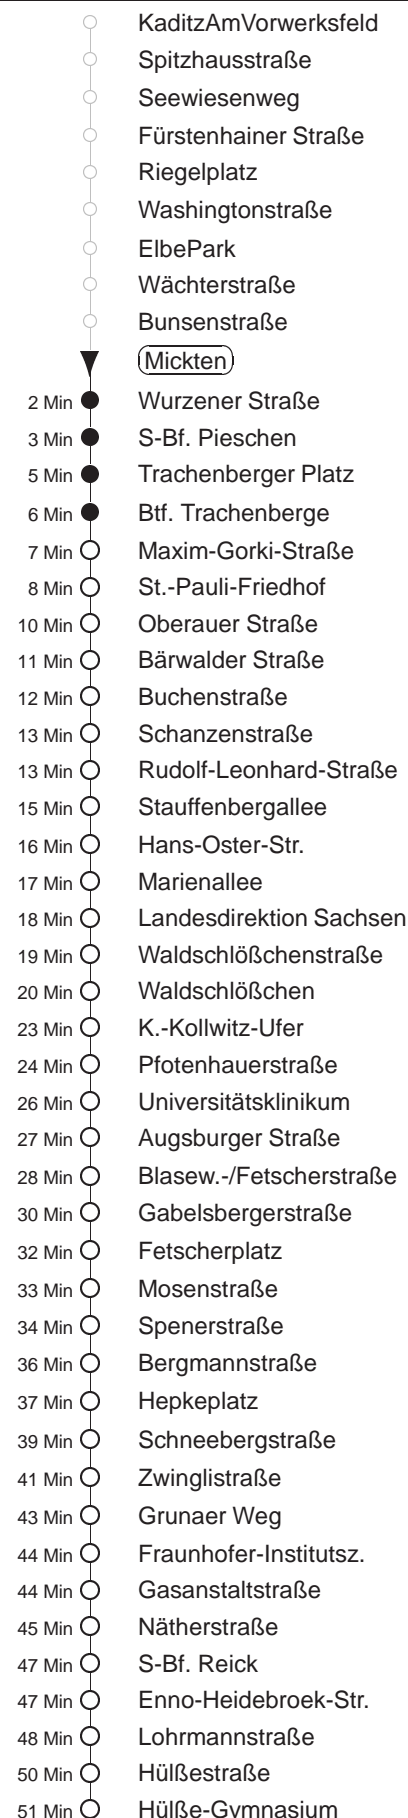 KaditzAmVorwerksfeld
Spitzhausstraße
Seewiesenweg
Fürstenhainer Straße
Riegelplatz
Washingtonstraße
ElbePark
Wächterstraße
Bunsenstraße
Mickten
2 Min Wurzener Straße
3 Min S-Bf. Pieschen
5 Min Trachenberger Platz
6 Min Btf. Trachenberge
7 Min Maxim-Gorki-Straße
8 Min St.-Pauli-Friedhof
10 Min Oberauer Straße
11 Min Bärwalder Straße
12 Min Buchenstraße
13 Min Schanzenstraße
13 Min Rudolf-Leonhard-Straße
15 Min Stauffenbergallee
16 Min Hans-Oster-Str.
17 Min Marienallee
18 Min Landesdirektion Sachsen
19 Min Waldschlößchenstraße
20 Min Waldschlößchen
23 Min K.-Kollwitz-Ufer
24 Min Pfotenhauerstraße
26 Min Universitätsklinikum
27 Min Augsburger Straße
28 Min Blasew.-/Fetscherstraße
30 Min Gabelsbergerstraße
32 Min Fetscherplatz
33 Min Mosenstraße
34 Min Spenerstraße
36 Min Bergmannstraße
37 Min Hepkeplatz
39 Min Schneebergstraße
41 Min Zwinglistraße
43 Min Grunaer Weg
44 Min Fraunhofer-Institutsz.
44 Min Gasanstaltstraße
45 Min Nätherstraße
47 Min S-Bf. Reick
47 Min Enno-Heidebroek-Str.
48 Min Lohrmannstraße
50 Min Hülßestraße
51 Min Hülße-Gymnasium